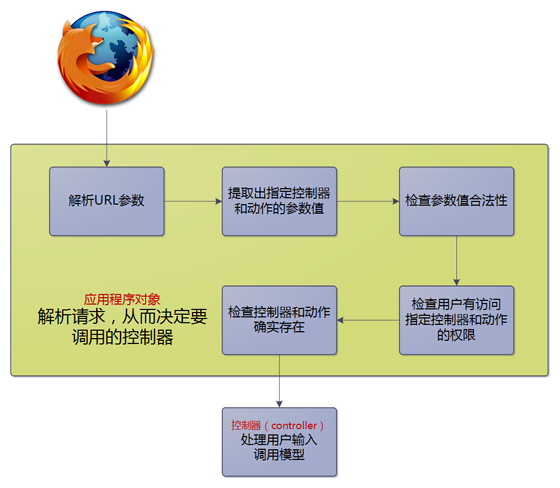 解析URL参数
提取出指定控制器
和动作的参数值
检查参数值合法性
应用程序对象
解析请求，从而决定要
调用的控制器
检查控制器和动作
确实存在
检查用户有访问
指定控制器和动作
的权限
控制器（controller）
处理用户输入
调用模型